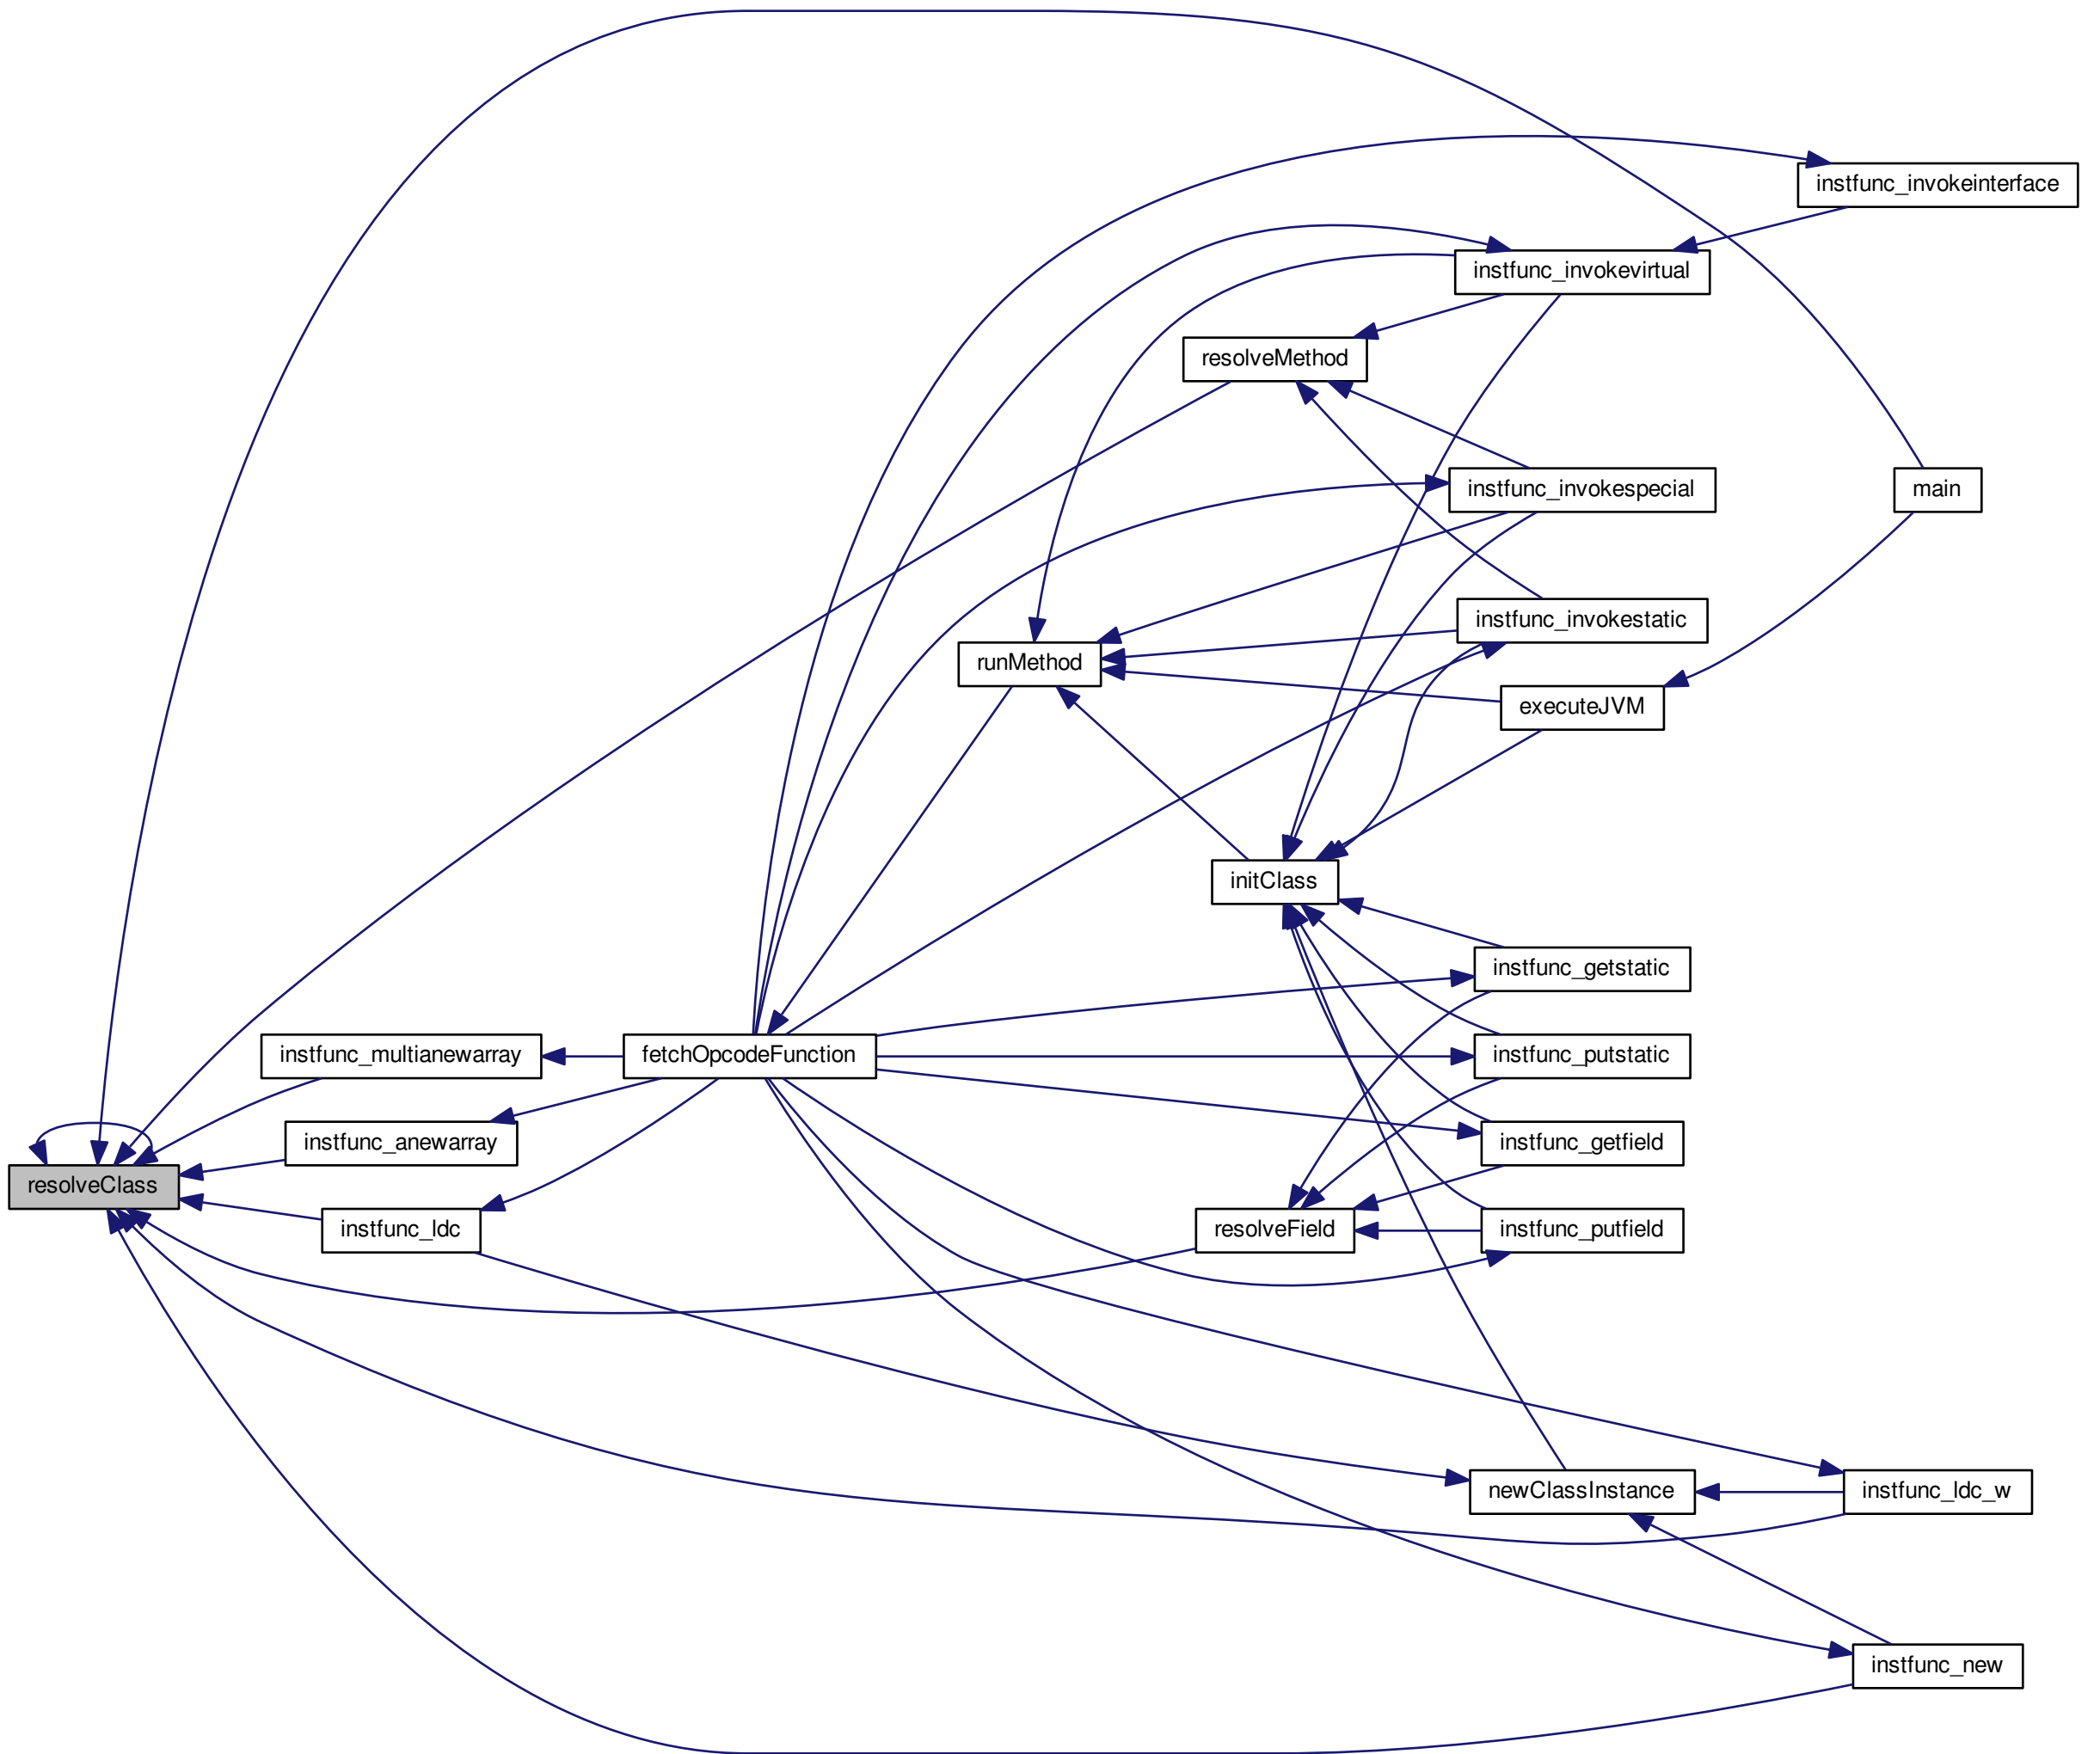 instfunc_invokeinterface
instfunc_invokevirtual
resolveMethod
instfunc_invokespecial
main
instfunc_invokestatic
runMethod
executeJVM
initClass
instfunc_getstatic
instfunc_multianewarray
fetchOpcodeFunction
instfunc_putstatic
instfunc_anewarray
instfunc_getfield
resolveClass
instfunc_ldc
resolveField
instfunc_putfield
newClassInstance
instfunc_ldc_w
instfunc_new